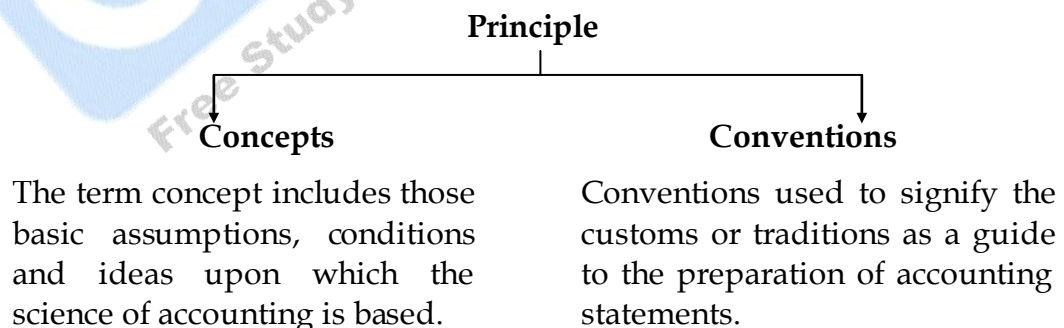 Principle
Free Study
Concepts
Conventions
The term concept includes those
basic assumptions, conditions
and ideas upon which the
science of accounting is based.
Conventions used to signify the
customs or traditions as a guide
to the preparation of accounting
statements.